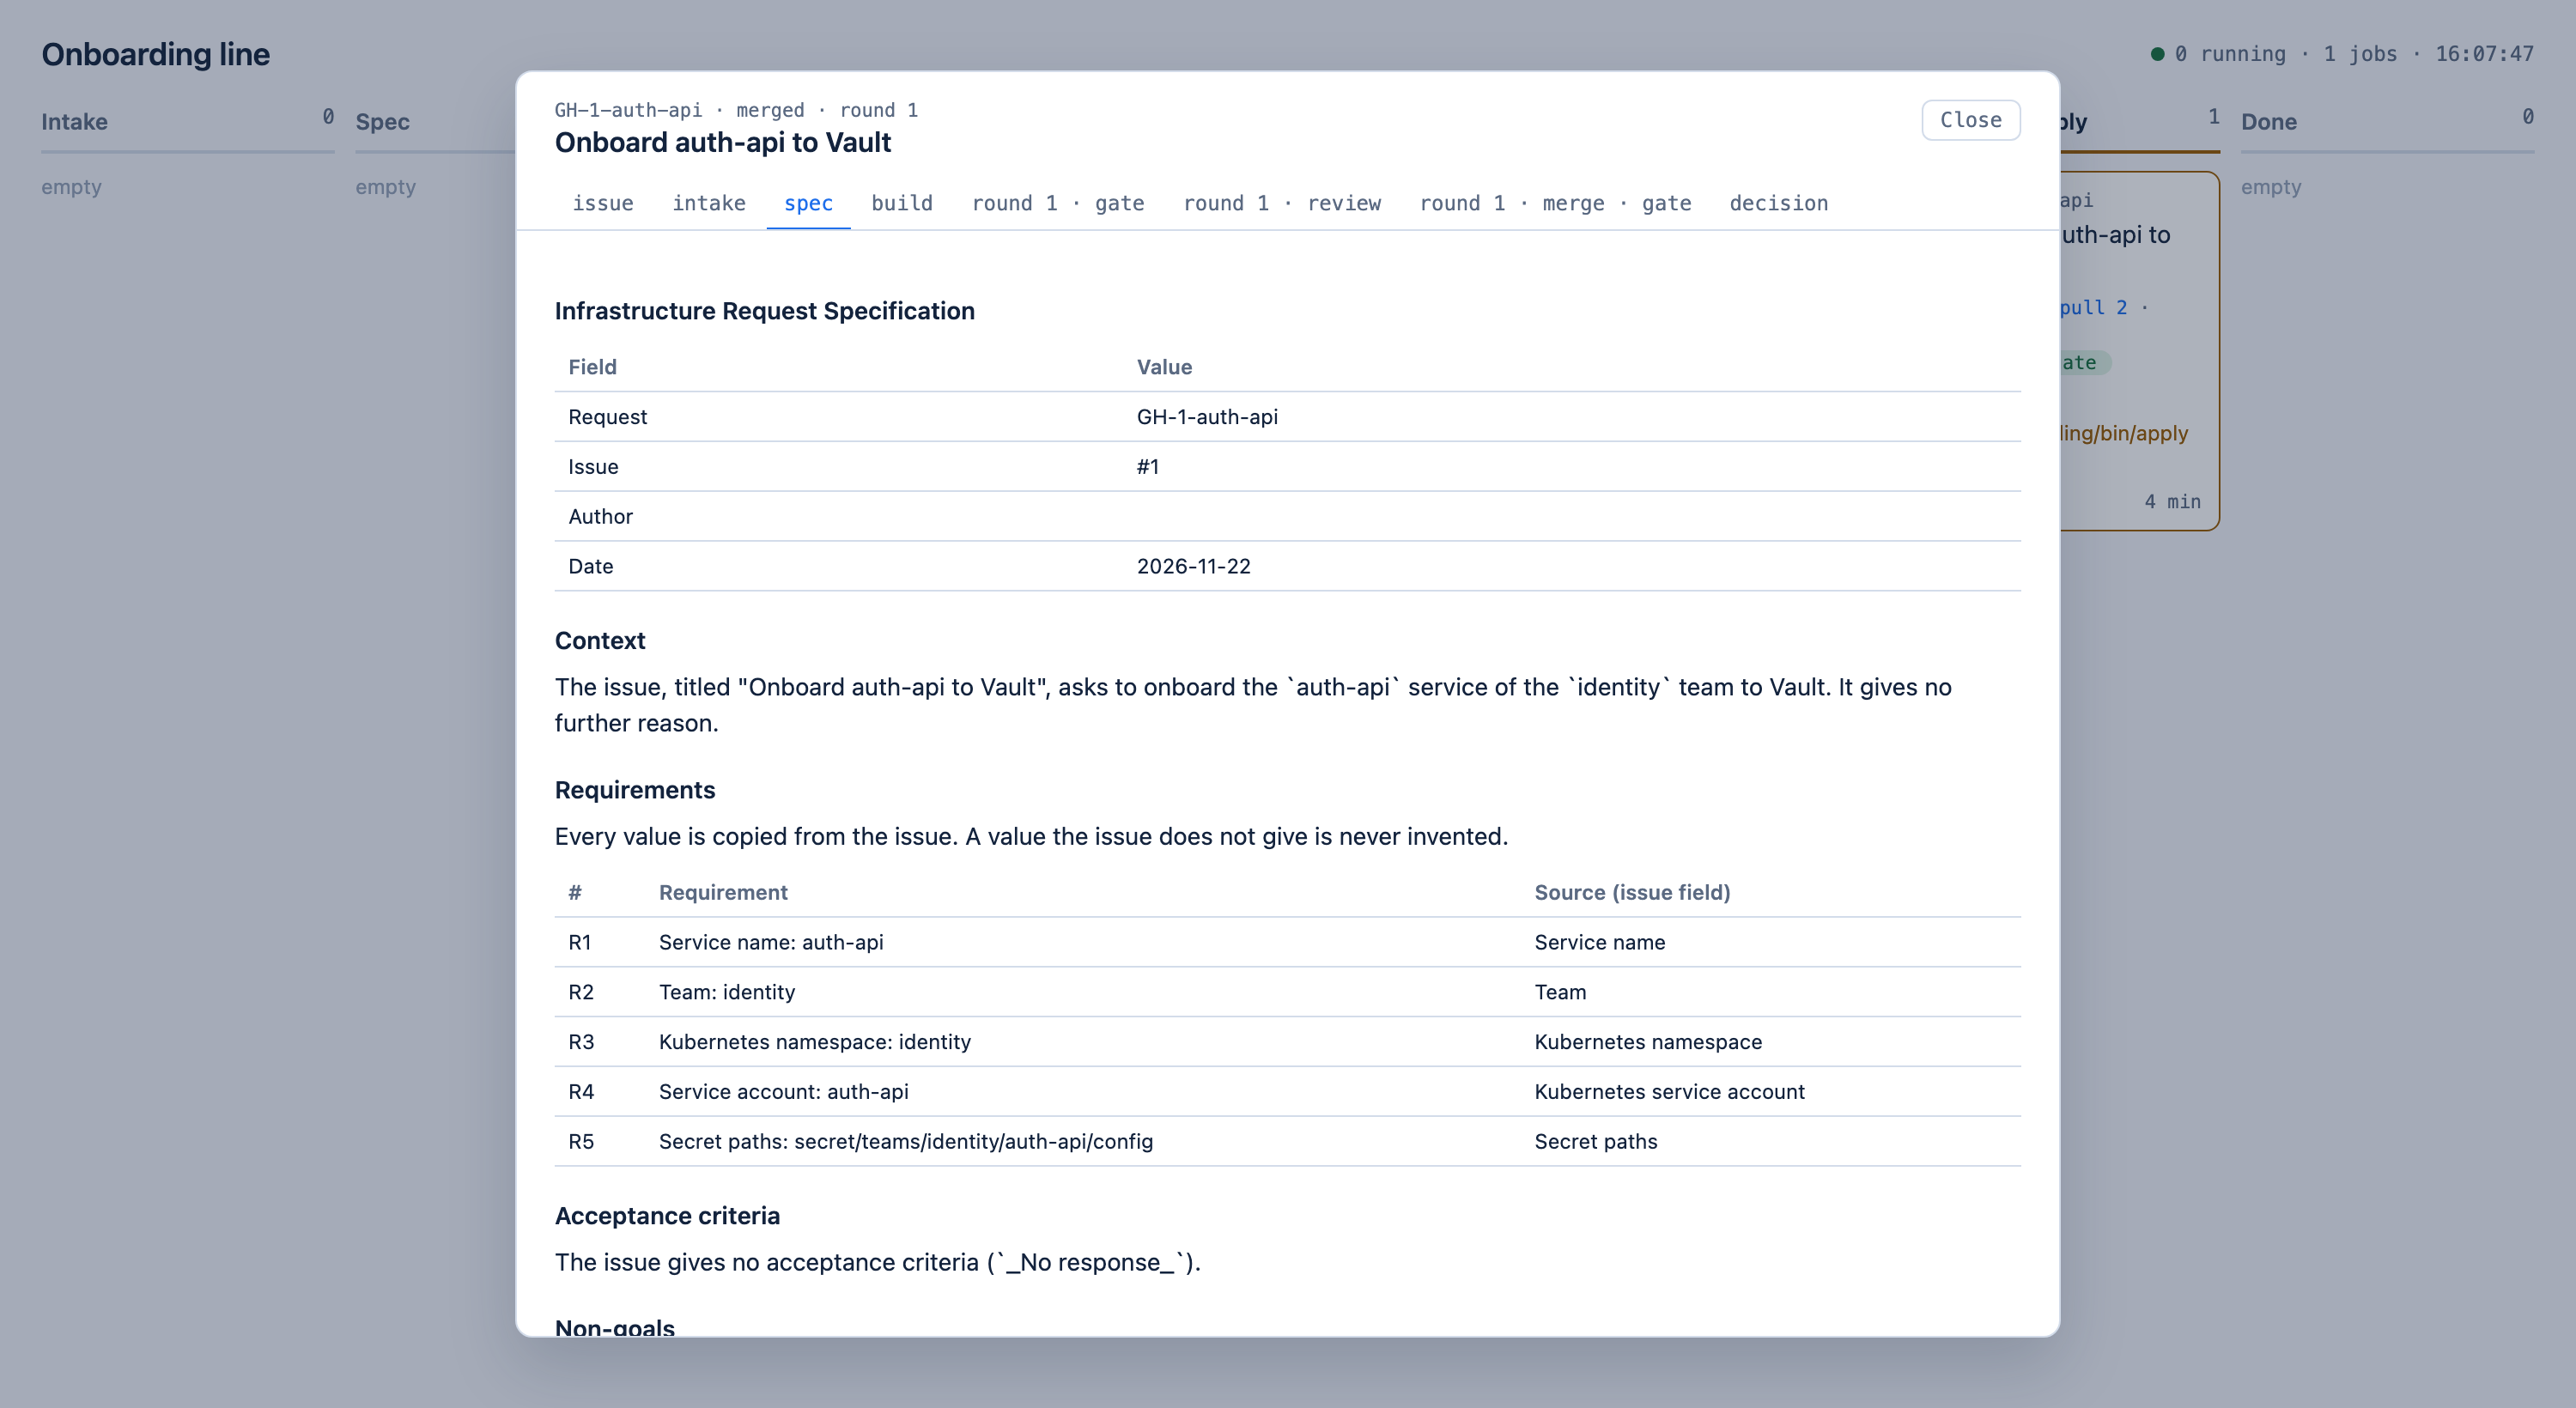 Onboarding line
0 running · 1 jobs · 16:07:47
Intake 0
empty
Spec
empty
ply 1
api
uth-api to
pull 2 ·
ate
ling/bin/apply
4 min
Done 0
empty
GH-1-auth-api · merged · round 1
Onboard auth-api to Vault
Close
issue intake spec build round 1 · gate round 1 · review round 1 · merge · gate decision
Infrastructure Request Specification
Field Value
Request GH-1-auth-api
Issue #1
Author
Date 2026-11-22
Context
The issue, titled "Onboard auth-api to Vault", asks to onboard the `auth-api` service of the `identity` team to Vault. It gives no
further reason.
Requirements
Every value is copied from the issue. A value the issue does not give is never invented.
# Requirement Source (issue field)
R1 Service name: auth-api Service name
R2 Team: identity Team
R3 Kubernetes namespace: identity Kubernetes namespace
R4 Service account: auth-api Kubernetes service account
R5 Secret paths: secret/teams/identity/auth-api/config Secret paths
Acceptance criteria
The issue gives no acceptance criteria (`_No response_`).
Non-goals